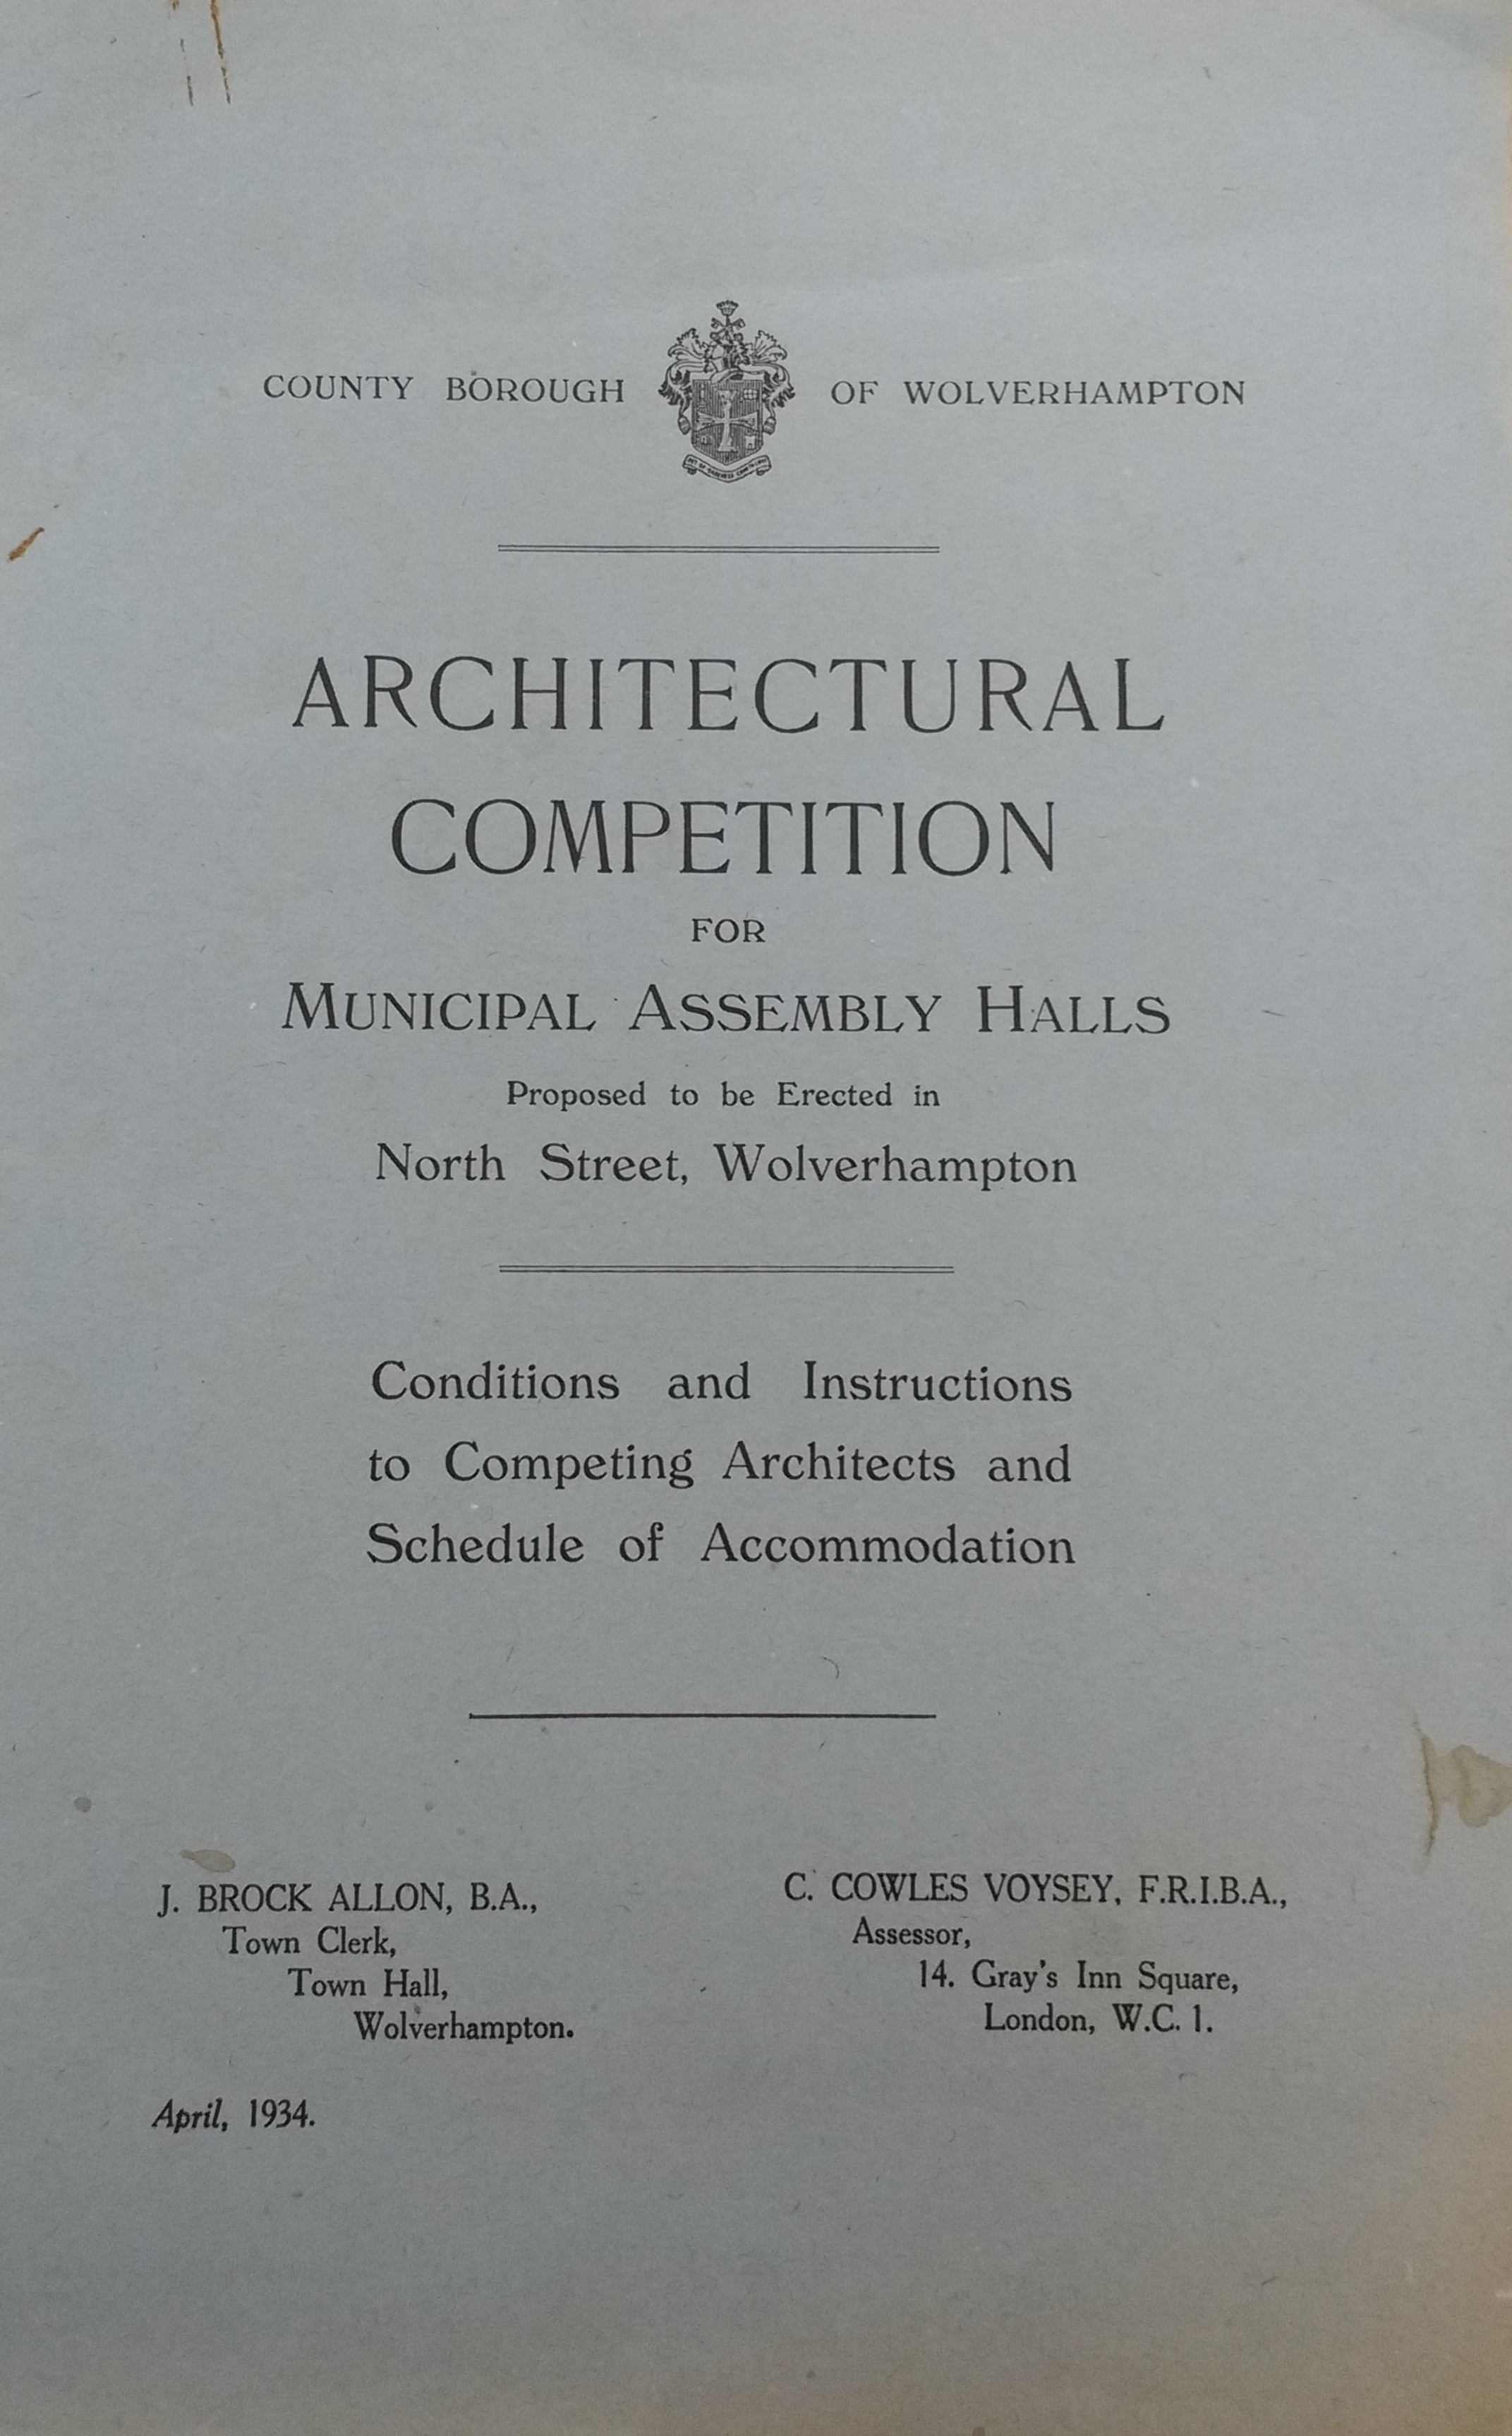 COUNTY BOROUGH OF WOLVERHAMPTON
ARCHITECTURAL
COMPETITION
FOR
MUNICIPAL ASSEMBLY HALLS
Proposed to be Erected in
North Street, Wolverhampton
Conditions and Instructions
to Competing Architects and
Schedule of Accommodation
J. BROCK ALLON, B.A.,
Town Clerk,
Town Hall,
Wolverhampton.
C. COWLES VOYSEY, F.R.I.B.A.,
Assessor,
14. Gray's Inn Square,
London, W.C. 1.
April, 1934.